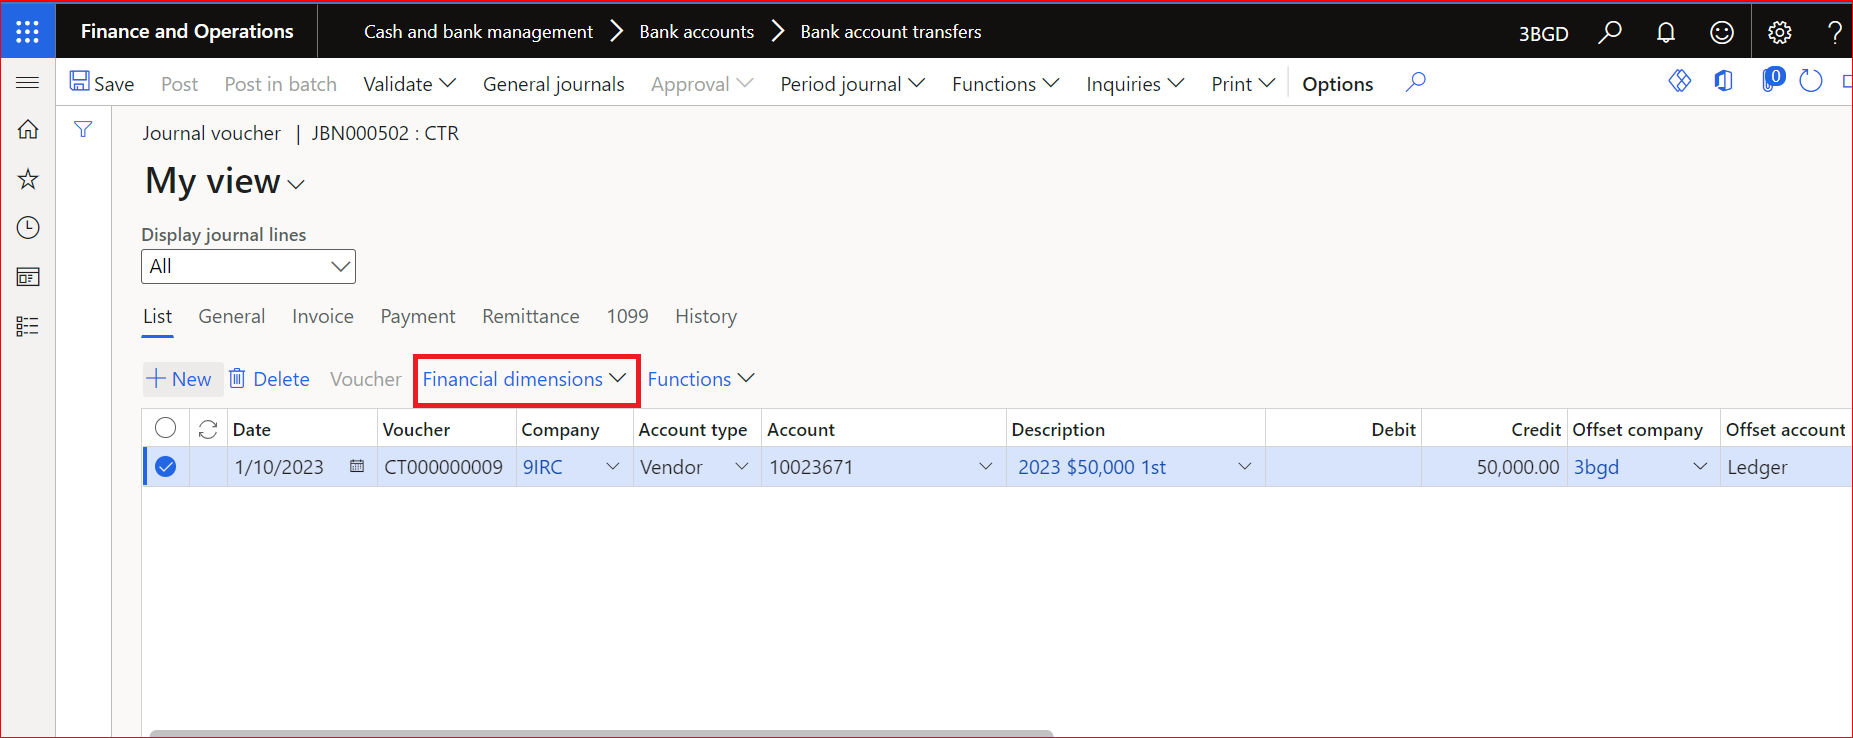 Finance and Operations Cash and bank management Bank accounts Bank account transfers 3BGD ?
Save Post Post in batch Validate General journals Approval Period journal Functions Inquiries Print Options 0
Journal voucher | JBN000502 : CTR
My view
Display journal lines
All
List General Invoice Payment Remittance 1099 History
New Delete Voucher Financial dimensions Functions
Date Voucher Company Account type Account Description Debit Credit Offset company Offset account
1/10/2023 CT000000009 9IRC Vendor 10023671 2023 $50,000 1st 50,000.00 3bgd Ledger